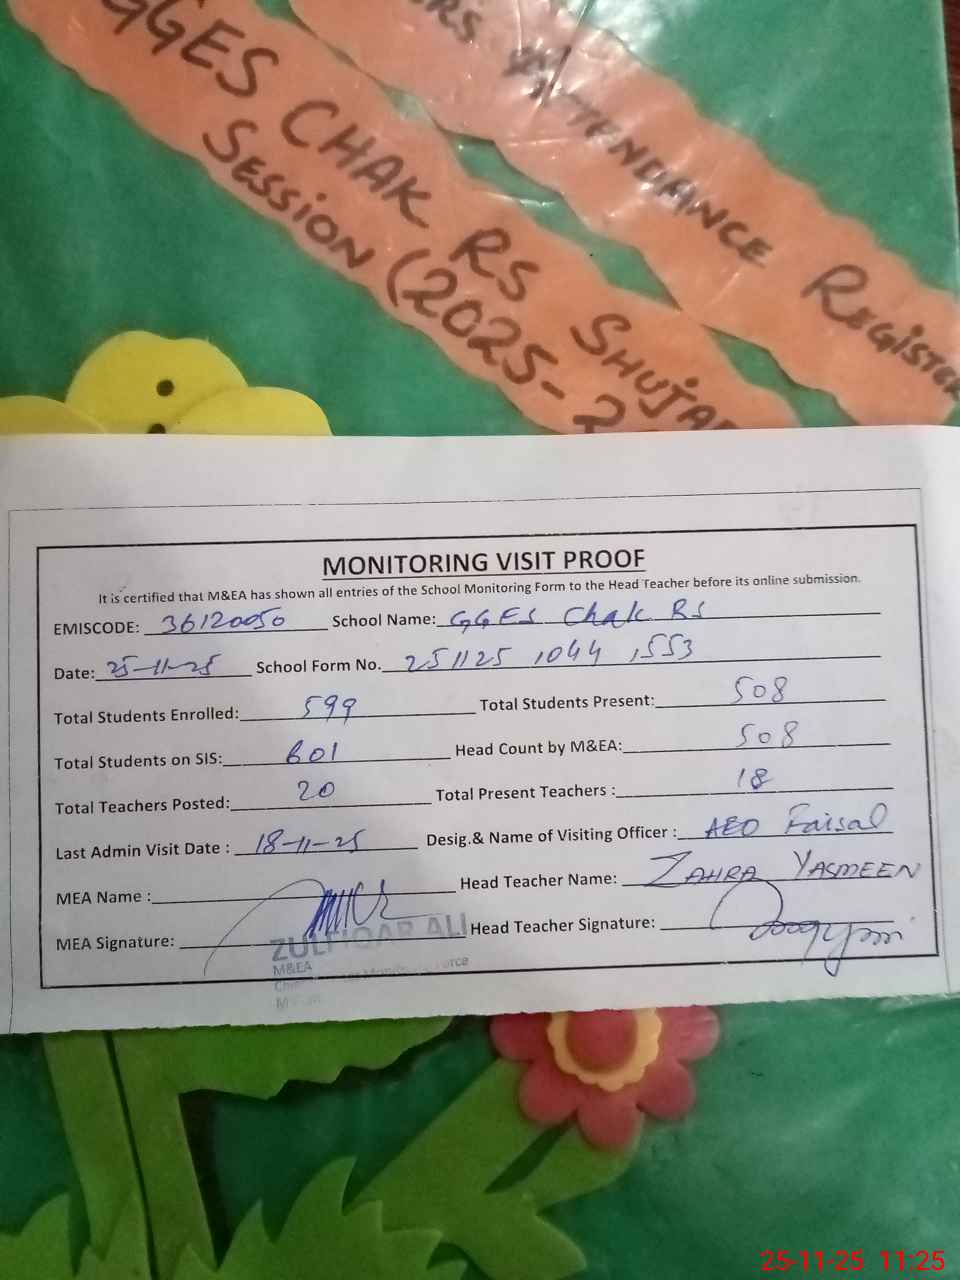 GGES CHAK RS SHUJA
SESSION (2025-2
ERS ATTENDANCE REGISTER
MONITORING VISIT PROOF
It is certified that M&EA has shown all entries of the School Monitoring Form to the Head Teacher before its online submission.
EMISCODE: 36120050 School Name: GGES Chak RS
Date: 25-11-25 School Form No. 251125 1044 1553
Total Students Enrolled: 599 Total Students Present: 508
Total Students on SIS: 601 Head Count by M&EA: 508
Total Teachers Posted: 20 Total Present Teachers : 18
Last Admin Visit Date : 18-11-25 Desig.& Name of Visiting Officer : AEO Faisal
MEA Name : Head Teacher Name: ZAHRA YASMEEN
MEA Signature: Head Teacher Signature:
ZULFIQAR ALI
M&EA
25-11-25 11:25